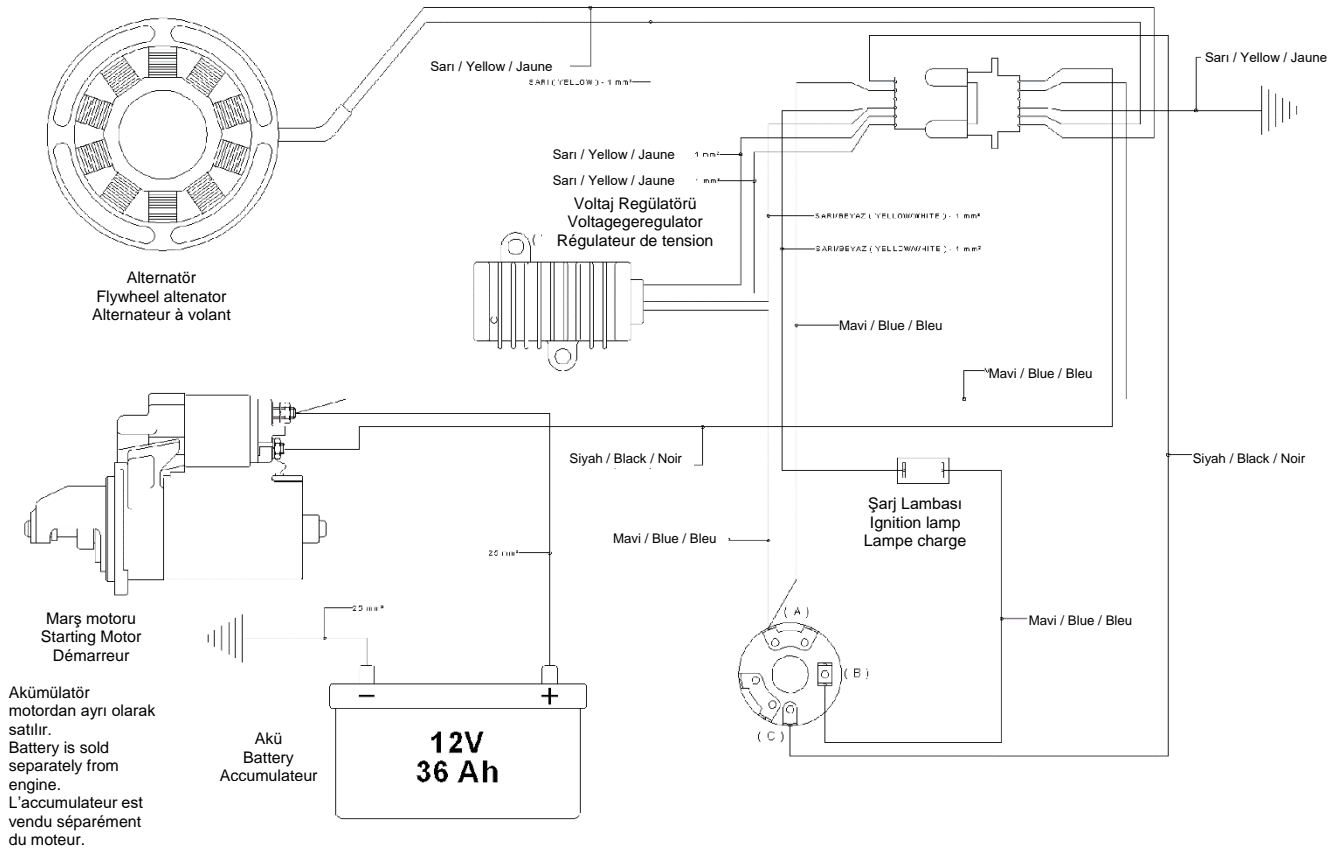 Sarı / Yellow / Jaune
SARI ( YELLOW ) - 1 mm²
Sarı / Yellow / Jaune
Sarı / Yellow / Jaune 1 mm²
Sarı / Yellow / Jaune 1 mm²
Voltaj Regülatörü
Voltagegeregulator
Régulateur de tension
SARI/BEYAZ ( YELLOW/WHITE ) - 1 mm²
SARI/BEYAZ ( YELLOW/WHITE ) - 1 mm²
Alternatör
Flywheel altenator
Alternateur à volant
Mavi / Blue / Bleu
Mavi / Blue / Bleu
Siyah / Black / Noir
Siyah / Black / Noir
Şarj Lambası
Ignition lamp
Lampe charge
Mavi / Blue / Bleu
25 mm²
25 mm²
Marş motoru
Starting Motor
Démarreur
( A )
( B )
( C )
Mavi / Blue / Bleu
Akümülatör
motordan ayrı olarak
satılır.
Battery is sold
separately from
engine.
L'accumulateur est
vendu séparément
du moteur.
Akü
Battery
Accumulateur
− +
12V
36 Ah